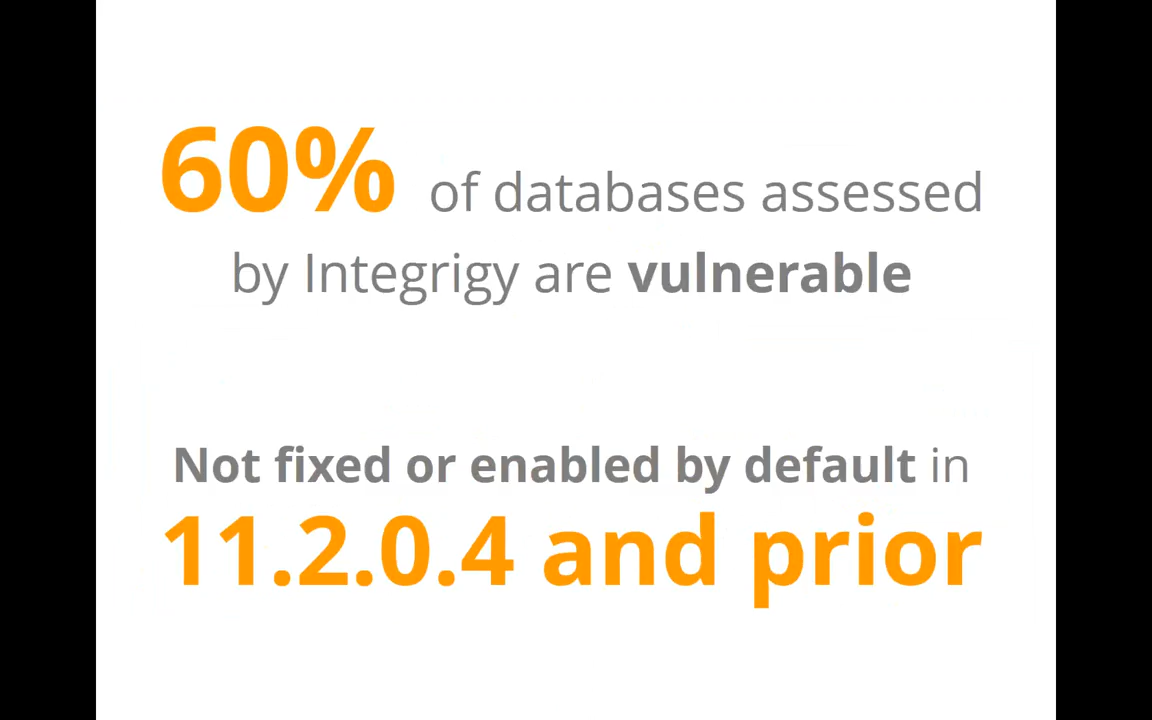 60% of databases assessed
by Integrigy are vulnerable
Not fixed or enabled by default in
11.2.0.4 and prior